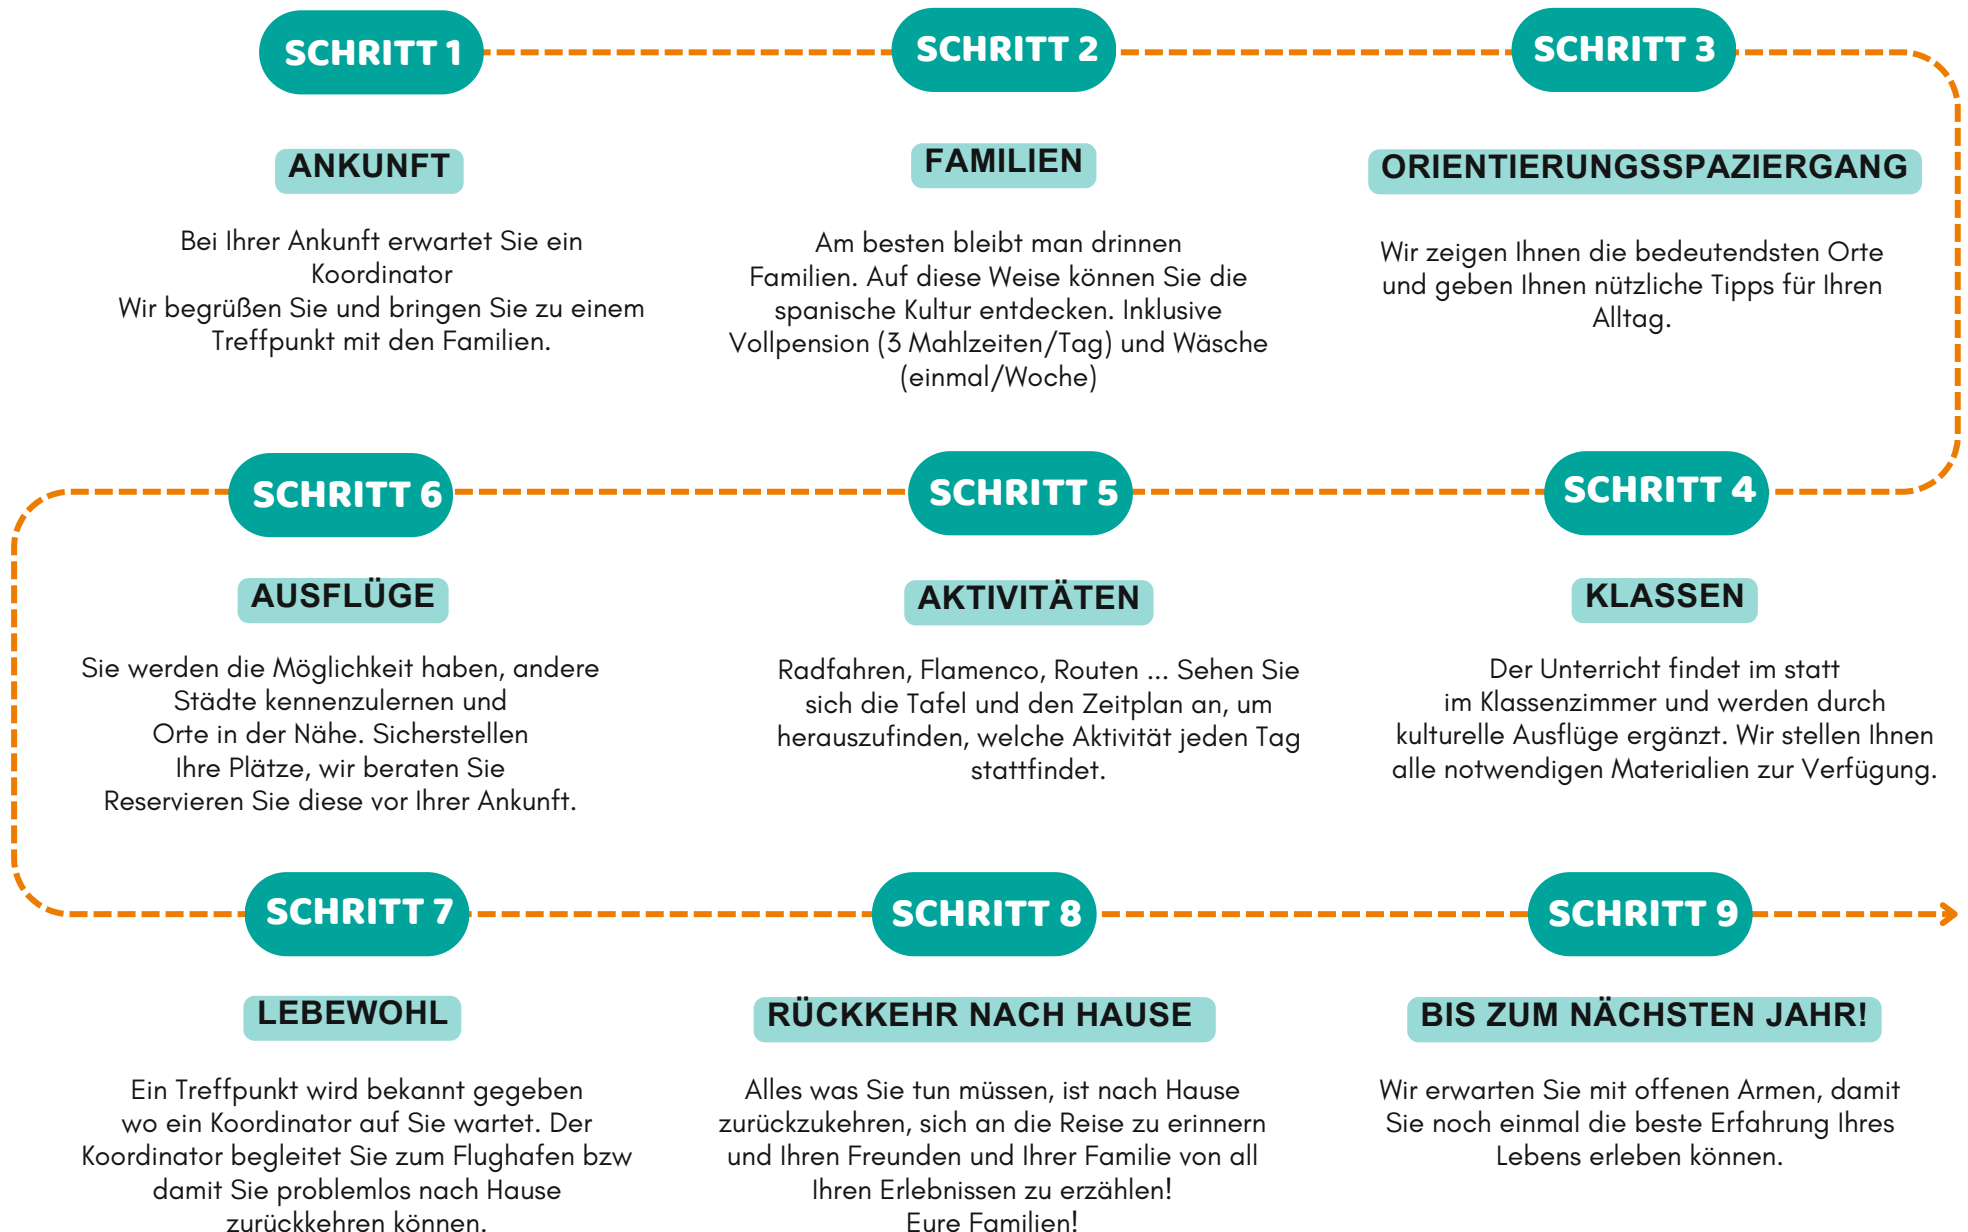 SCHRITT 1
ANKUNFT
Bei Ihrer Ankunft erwartet Sie ein
Koordinator
Wir begrüßen Sie und bringen Sie zu einem
Treffpunkt mit den Familien.
SCHRITT 2
FAMILIEN
Am besten bleibt man drinnen
Familien. Auf diese Weise können Sie die
spanische Kultur entdecken. Inklusive
Vollpension (3 Mahlzeiten/Tag) und Wäsche
(einmal/Woche)
SCHRITT 3
ORIENTIERUNGSSPAZIERGANG
Wir zeigen Ihnen die bedeutendsten Orte
und geben Ihnen nützliche Tipps für Ihren
Alltag.
SCHRITT 4
KLASSEN
Der Unterricht findet im statt
im Klassenzimmer und werden durch
kulturelle Ausflüge ergänzt. Wir stellen Ihnen
alle notwendigen Materialien zur Verfügung.
SCHRITT 5
AKTIVITÄTEN
Radfahren, Flamenco, Routen ... Sehen Sie
sich die Tafel und den Zeitplan an, um
herauszufinden, welche Aktivität jeden Tag
stattfindet.
SCHRITT 6
AUSFLÜGE
Sie werden die Möglichkeit haben, andere
Städte kennenzulernen und
Orte in der Nähe. Sicherstellen
Ihre Plätze, wir beraten Sie
Reservieren Sie diese vor Ihrer Ankunft.
SCHRITT 7
LEBEWOHL
Ein Treffpunkt wird bekannt gegeben
wo ein Koordinator auf Sie wartet. Der
Koordinator begleitet Sie zum Flughafen bzw
damit Sie problemlos nach Hause
zurückkehren können.
SCHRITT 8
RÜCKKEHR NACH HAUSE
Alles was Sie tun müssen, ist nach Hause
zurückzukehren, sich an die Reise zu erinnern
und Ihren Freunden und Ihrer Familie von all
Ihren Erlebnissen zu erzählen!
Eure Familien!
SCHRITT 9
BIS ZUM NÄCHSTEN JAHR!
Wir erwarten Sie mit offenen Armen, damit
Sie noch einmal die beste Erfahrung Ihres
Lebens erleben können.